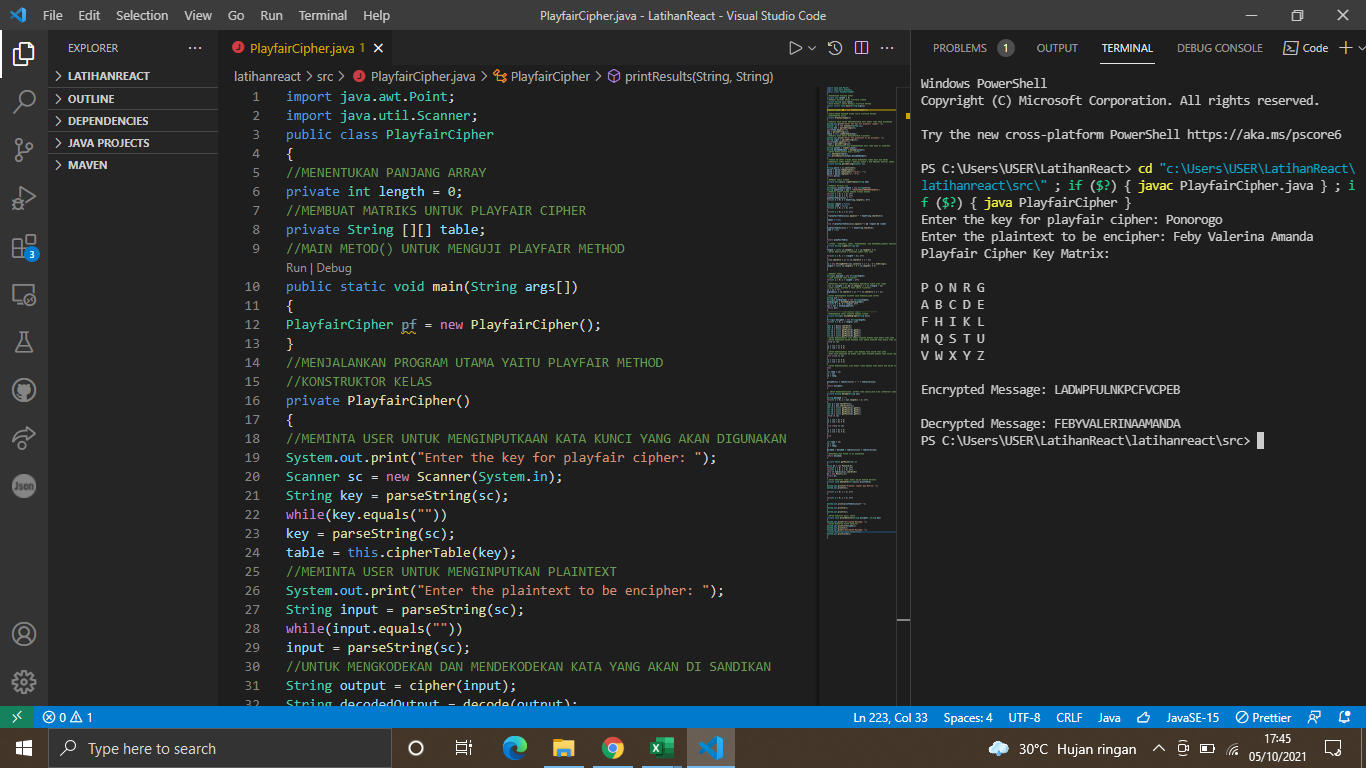 File Edit Selection View Go Run Terminal Help
PlayfairCipher.java - LatihanReact - Visual Studio Code
EXPLORER
LATIHANREACT
OUTLINE
DEPENDENCIES
JAVA PROJECTS
MAVEN
3
Json
PlayfairCipher.java 1
latihanreact > src > PlayfairCipher.java > PlayfairCipher > printResults(String, String)
1 import java.awt.Point;
2 import java.util.Scanner;
3 public class PlayfairCipher
4 {
5 //MENENTUKAN PANJANG ARRAY
6 private int length = 0;
7 //MEMBUAT MATRIKS UNTUK PLAYFAIR CIPHER
8 private String [][] table;
9 //MAIN METOD() UNTUK MENGUJI PLAYFAIR METHOD
Run | Debug
10 public static void main(String args[])
11 {
12 PlayfairCipher pf = new PlayfairCipher();
13 }
14 //MENJALANKAN PROGRAM UTAMA YAITU PLAYFAIR METHOD
15 //KONSTRUKTOR KELAS
16 private PlayfairCipher()
17 {
18 //MEMINTA USER UNTUK MENGINPUTKAAN KATA KUNCI YANG AKAN DIGUNAKAN
19 System.out.print("Enter the key for playfair cipher: ");
20 Scanner sc = new Scanner(System.in);
21 String key = parseString(sc);
22 while(key.equals(""))
23 key = parseString(sc);
24 table = this.cipherTable(key);
25 //MEMINTA USER UNTUK MENGINPUTKAN PLAINTEXT
26 System.out.print("Enter the plaintext to be encipher: ");
27 String input = parseString(sc);
28 while(input.equals(""))
29 input = parseString(sc);
30 //UNTUK MENGKODEKAN DAN MENDEKODEKAN KATA YANG AKAN DI SANDIKAN
31 String output = cipher(input);
32 String decodedOutput = decode(output);
PROBLEMS 1 OUTPUT TERMINAL DEBUG CONSOLE Code
Windows PowerShell
Copyright (C) Microsoft Corporation. All rights reserved.
Try the new cross-platform PowerShell https://aka.ms/pscore6
PS C:\Users\USER\LatihanReact> cd "c:\Users\USER\LatihanReact\
latihanreact\src\" ; if ($?) { javac PlayfairCipher.java } ; i
f ($?) { java PlayfairCipher }
Enter the key for playfair cipher: Ponorogo
Enter the plaintext to be encipher: Feby Valerina Amanda
Playfair Cipher Key Matrix:
P O N R G
A B C D E
F H I K L
M Q S T U
V W X Y Z
Encrypted Message: LADWPFULNKPCFVCPEB
Decrypted Message: FEBYVALERINAAMANDA
PS C:\Users\USER\LatihanReact\latihanreact\src>
0 1
Ln 223, Col 33 Spaces: 4 UTF-8 CRLF Java JavaSE-15 Prettier
Type here to search
30°C Hujan ringan
17:45
05/10/2021